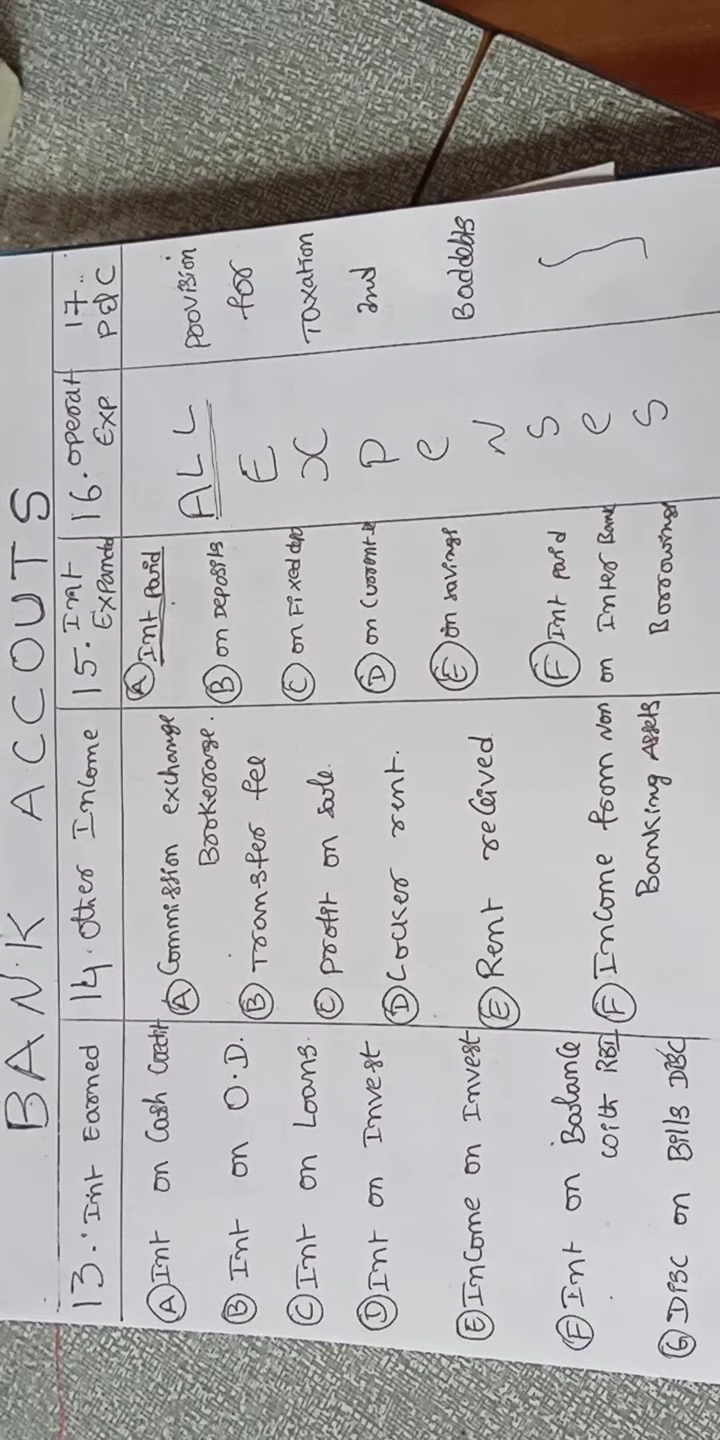 BANK ACCOUTS
13. Int Earned
(A) Int on Cash Credit
(B) Int on O.D.
(C) Int on Loans.
(D) Int on Invest
(E) Income on Invest
(F) Int on Balance
with RBI
(G) DBC on Bills DBC
14. Other Income
(A) Commission exchange
Brokerage.
(B) Transfer fee
(C) Profit on sale.
(D) Locker rent.
(E) Rent received
(F) Income from Non
Banking Assets
15. Int
Expanded
(A) Int Paid
(B) on Deposits
(C) on Fixed dep
(D) on Current
(E) on savings
(F) Int paid
on Inter Bank
Borrowings
16. Operat
Exp
ALL
E
X
P
e
N
S
e
S
17.
P&C
Provision
for
Taxation
and
Baddebts